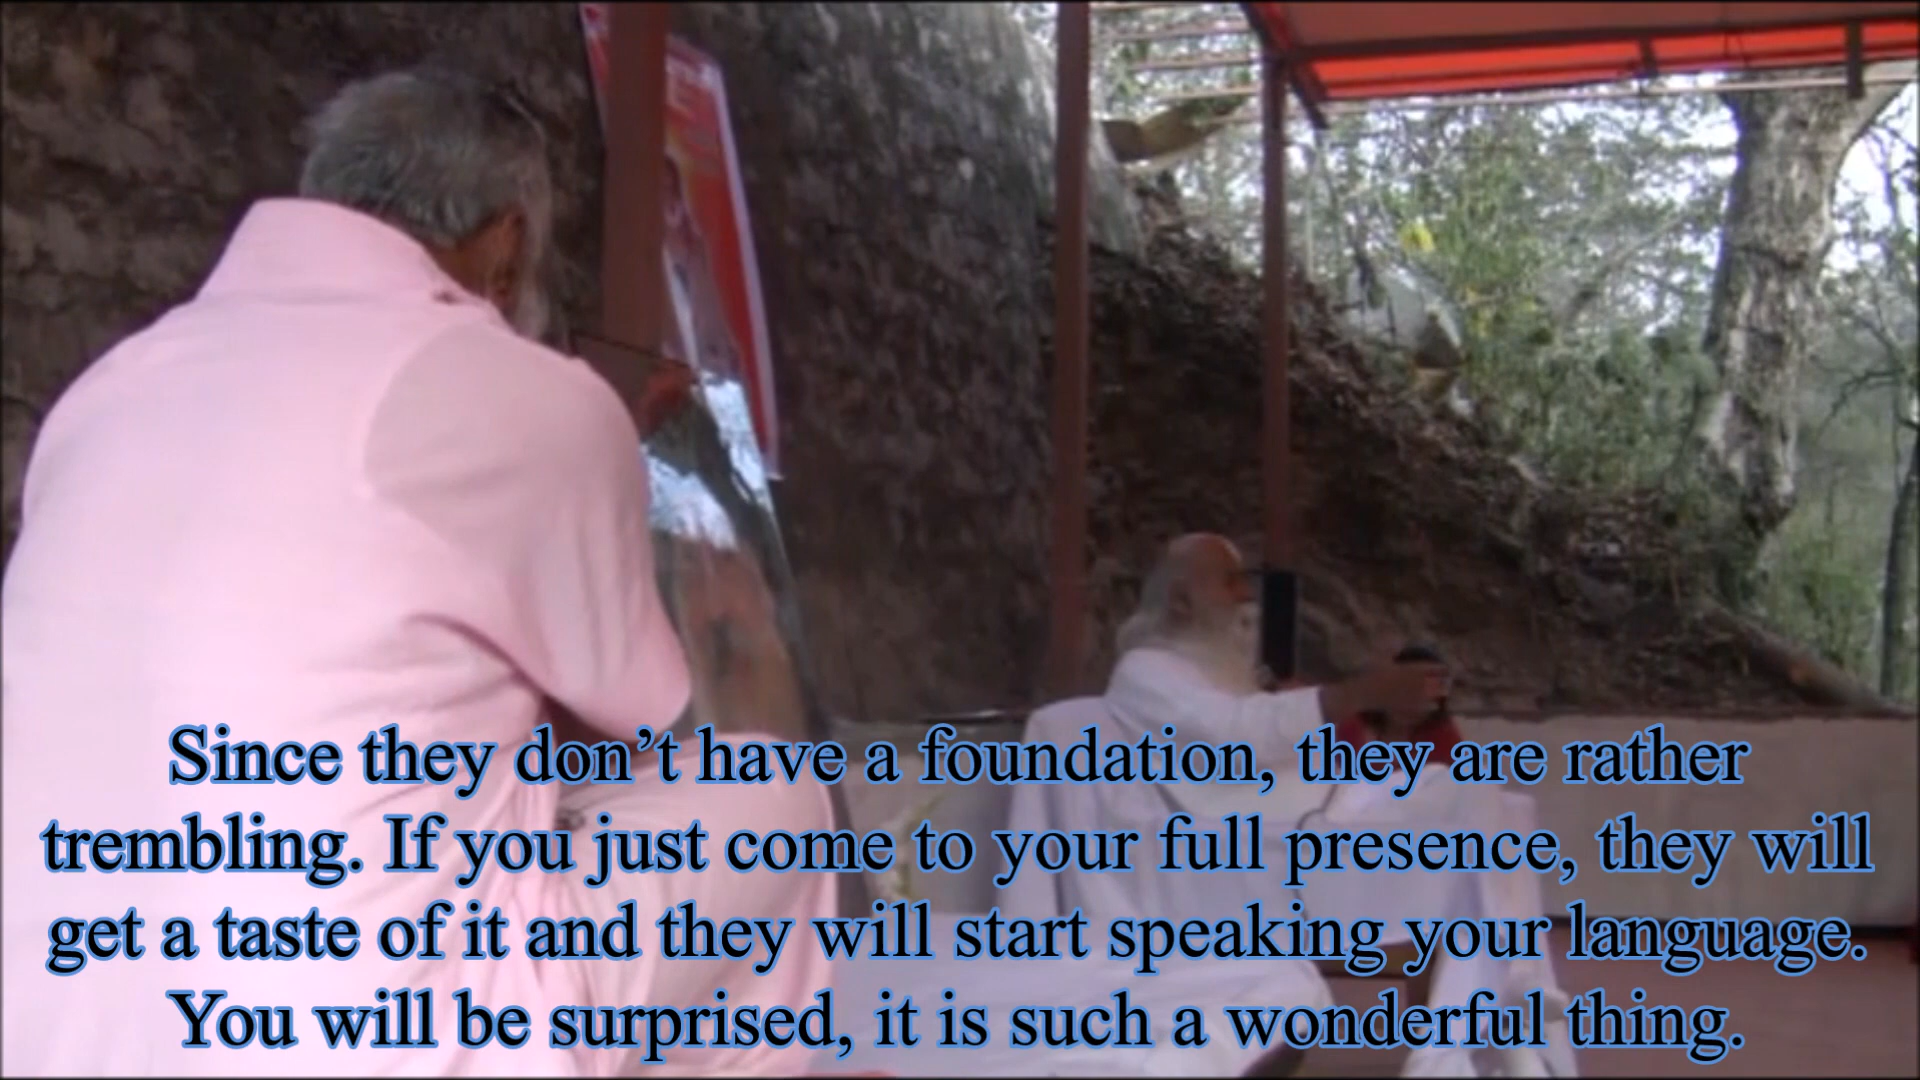 Since they don’t have a foundation, they are rather
trembling. If you just come to your full presence, they will
get a taste of it and they will start speaking your language.
You will be surprised, it is such a wonderful thing.